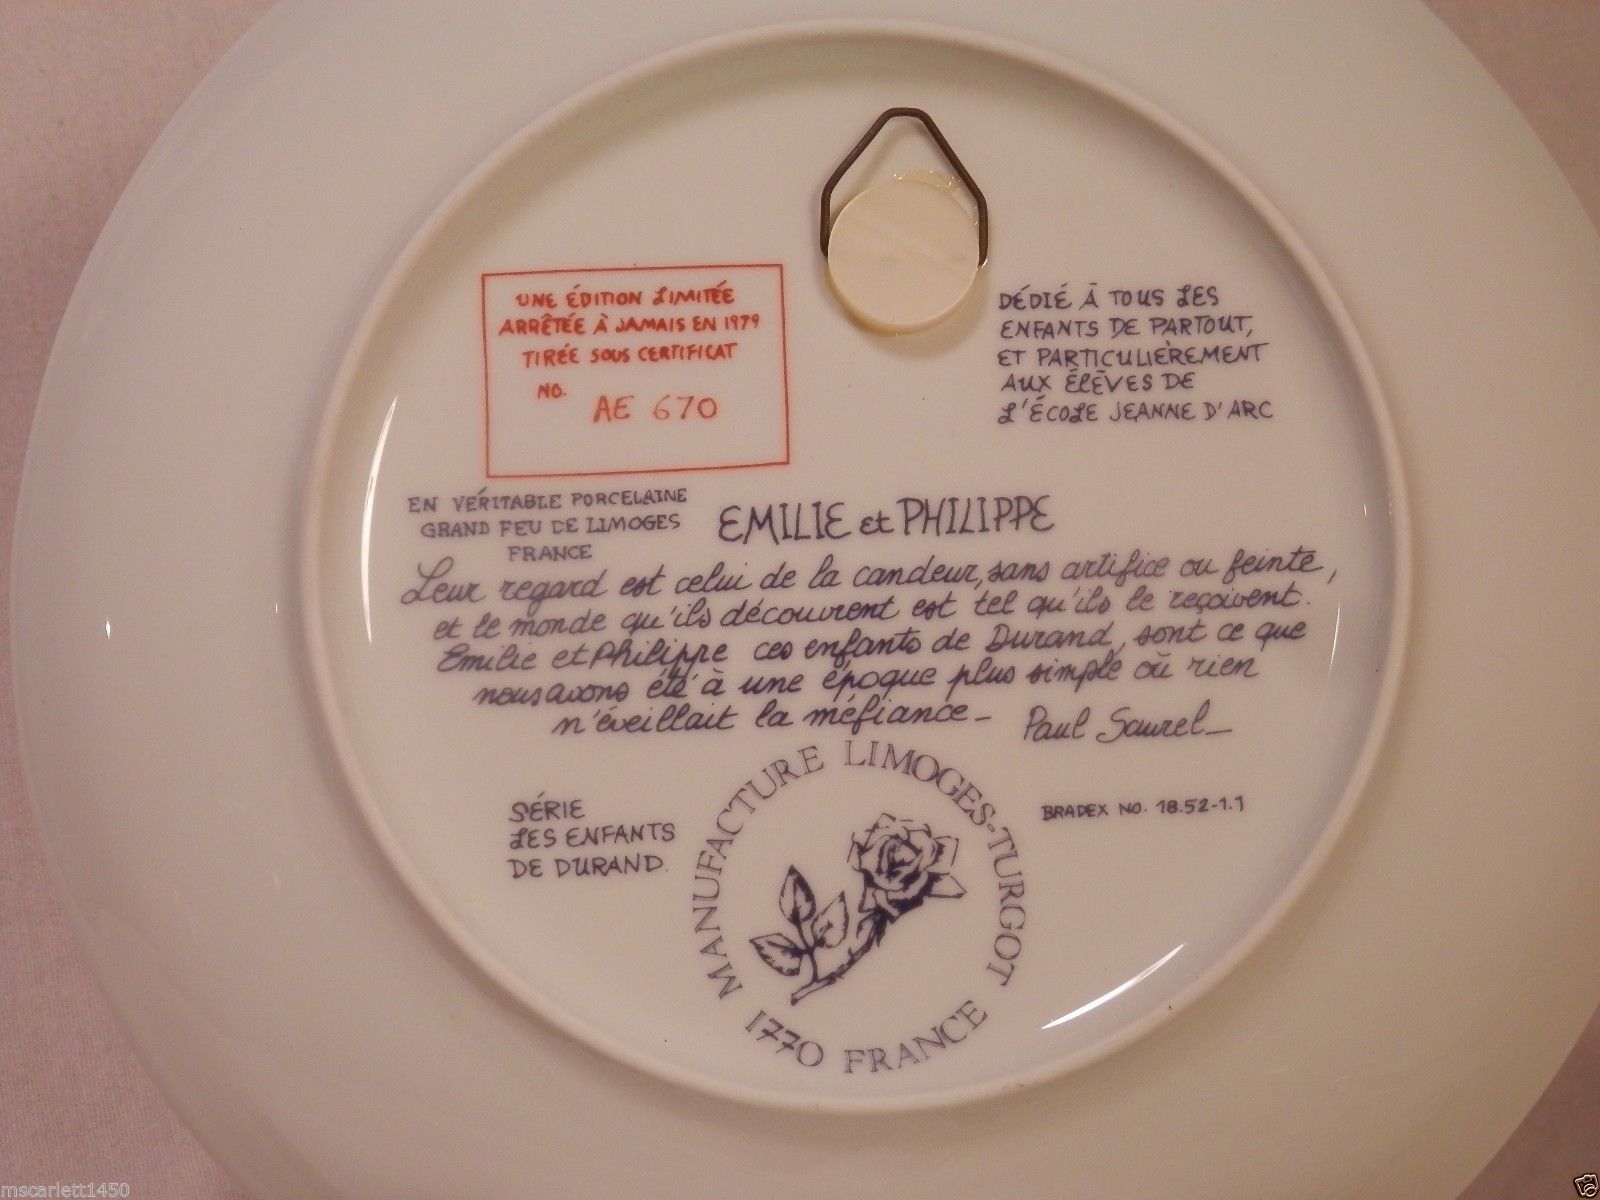 UNE ÉDITION LIMITÉE
ARRÊTÉE À JAMAIS EN 1979
TIRÉE SOUS CERTIFICAT
NO.
AE 670
DÉDIÉ À TOUS LES
ENFANTS DE PARTOUT,
ET PARTICULIÈREMENT
AUX ÉLÈVES DE
L'ÉCOLE JEANNE D'ARC
EN VÉRITABLE PORCELAINE
GRAND FEU DE LIMOGES
FRANCE
EMILIE et PHILIPPE
Leur regard est celui de la candeur, sans artifice ou feinte,
et le monde qu'ils découvrent est tel qu'ils le reçoivent.
Emilie et Philippe ces enfants de Durand, sont ce que
nous avons été à une époque plus simple où rien
n'éveillait la méfiance-
Paul Saurel-
SÉRIE
LES ENFANTS
DE DURAND.
BRADEX NO. 18.52-1.1
MANUFACTURE LIMOGES-TURGOT
1770 FRANCE
mscarlett1450